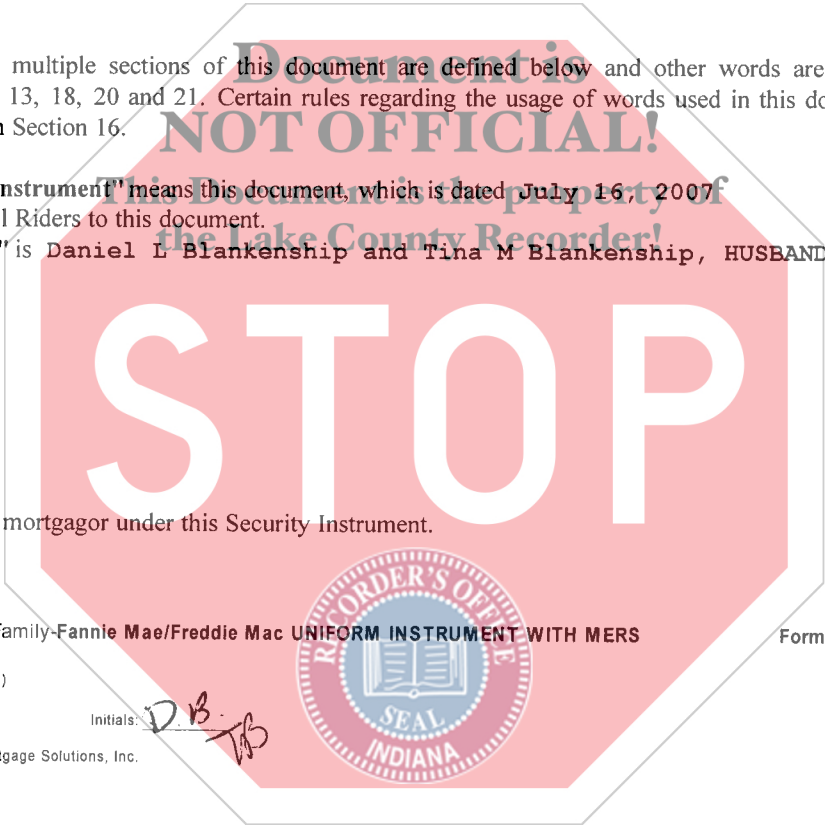 Document is
multiple sections of this document are defined below and other words are
13, 18, 20 and 21. Certain rules regarding the usage of words used in this do
NOT OFFICIAL!
n Section 16.
This Document is the property of
nstrument" means this document, which is dated July 16, 2007
l Riders to this document.
the Lake County Recorder!
" is Daniel L Blankenship and Tina M Blankenship, HUSBAND
STOP
mortgagor under this Security Instrument.
RECORDER'S OFFICE
Family-Fannie Mae/Freddie Mac UNIFORM INSTRUMENT WITH MERS Form
)
Initials: D.B.
TB
SEAL
tgage Solutions, Inc.
INDIANA